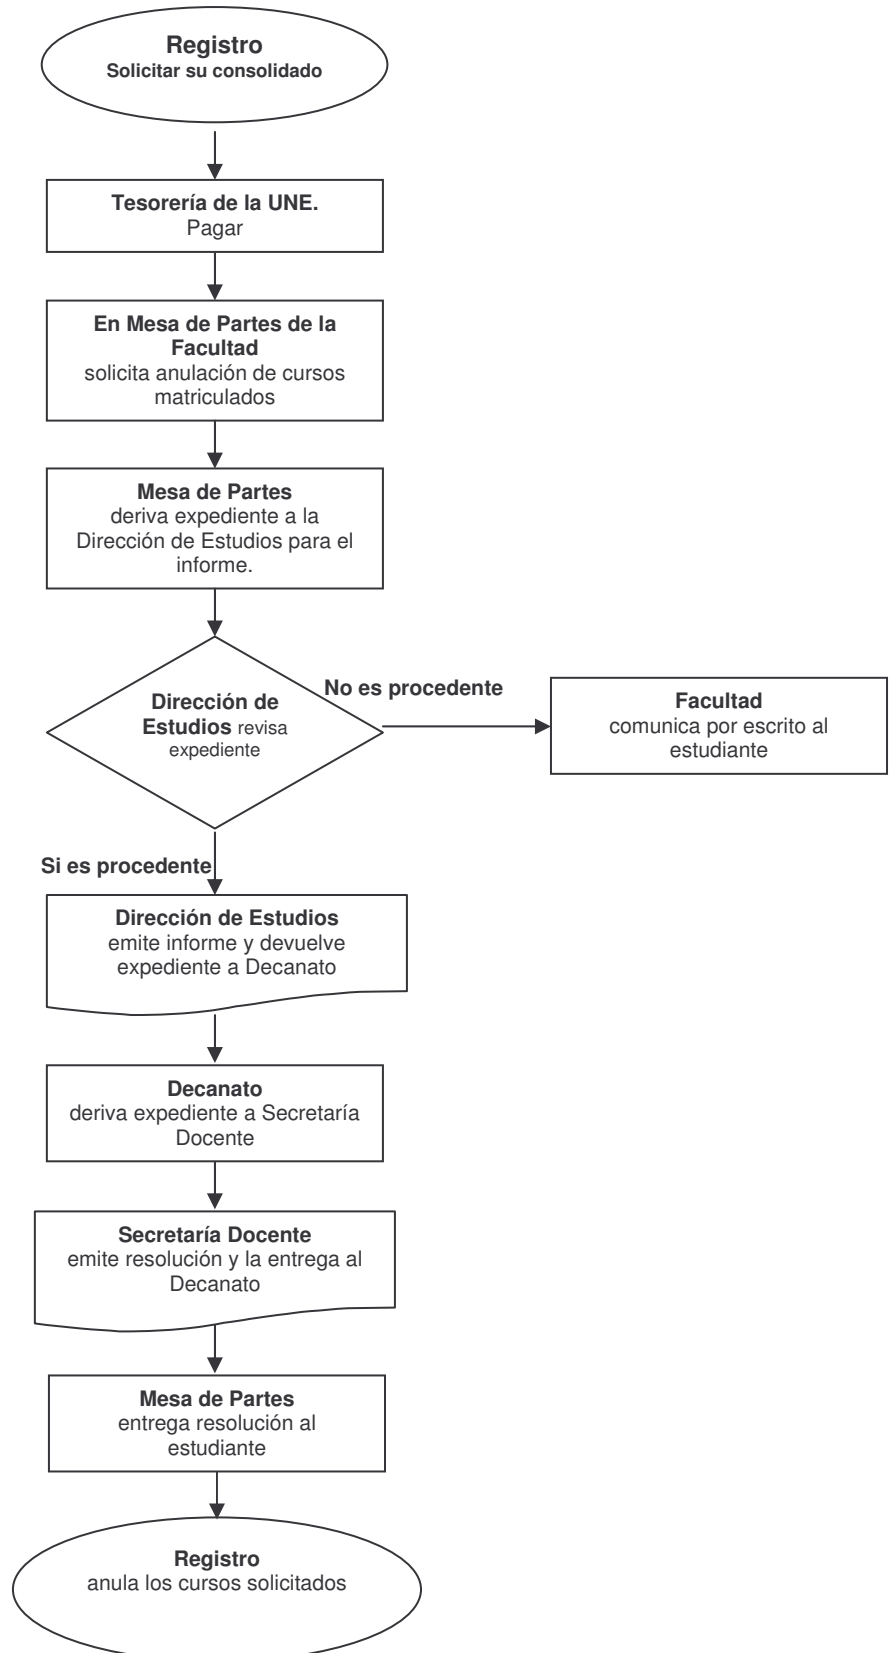 Registro
Solicitar su consolidado
Tesorería de la UNE.
Pagar
En Mesa de Partes de la
Facultad
solicita anulación de cursos
matriculados
Mesa de Partes
deriva expediente a la
Dirección de Estudios para el
informe.
Dirección de
Estudios revisa
expediente
No es procedente
Facultad
comunica por escrito al
estudiante
Si es procedente
Dirección de Estudios
emite informe y devuelve
expediente a Decanato
Decanato
deriva expediente a Secretaría
Docente
Secretaría Docente
emite resolución y la entrega al
Decanato
Mesa de Partes
entrega resolución al
estudiante
Registro
anula los cursos solicitados